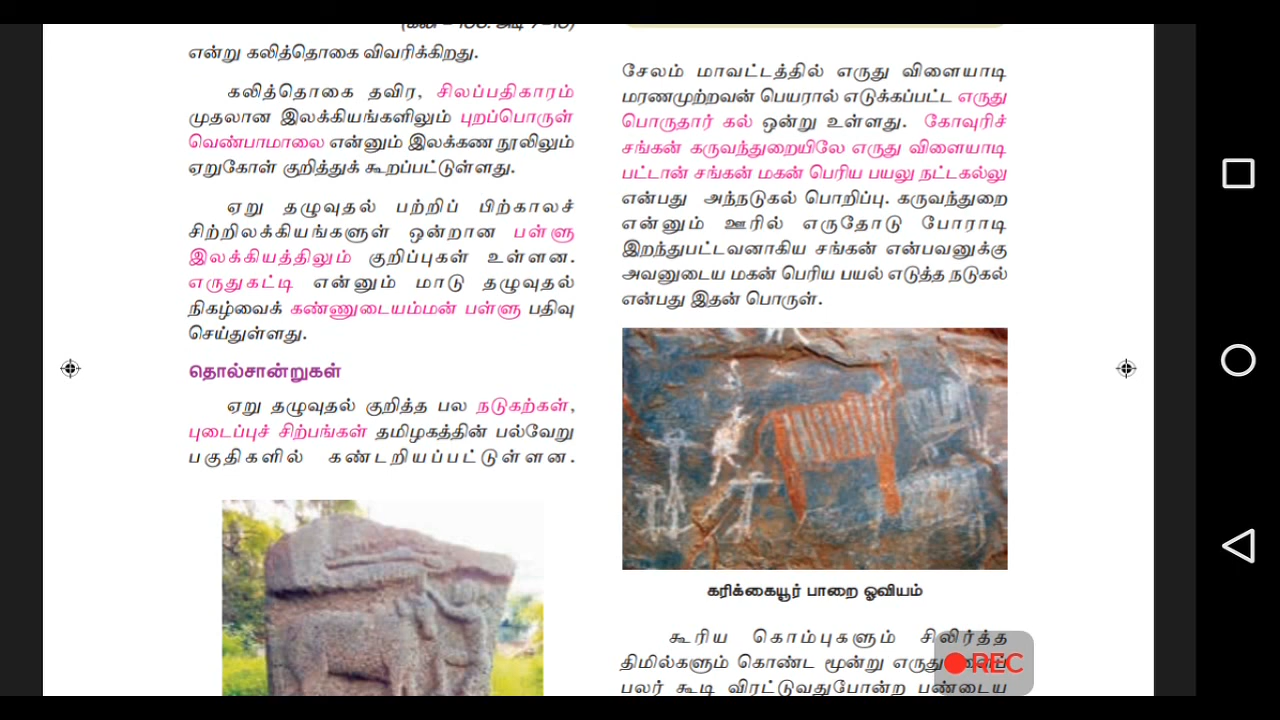 என்று கலித்தொகை விவரிக்கிறது.
கலித்தொகை தவிர, சிலப்பதிகாரம்
முதலான இலக்கியங்களிலும் புறப்பொருள்
வெண்பாமாலை என்னும் இலக்கண நூலிலும்
ஏறுகோள் குறித்துக் கூறப்பட்டுள்ளது.
ஏறு தழுவுதல் பற்றிப் பிற்காலச்
சிற்றிலக்கியங்களுள் ஒன்றான பள்ளு
இலக்கியத்திலும் குறிப்புகள் உள்ளன.
எருதுகட்டி என்னும் மாடு தழுவுதல்
நிகழ்வைக் கண்ணுடையம்மன் பள்ளு பதிவு
செய்துள்ளது.
தொல்சான்றுகள்
ஏறு தழுவுதல் குறித்த பல நடுகற்கள்,
புடைப்புச் சிற்பங்கள் தமிழகத்தின் பல்வேறு
பகுதிகளில் கண்டறியப்பட்டுள்ளன.
சேலம் மாவட்டத்தில் எருது விளையாடி
மரணமுற்றவன் பெயரால் எடுக்கப்பட்ட எருது
பொருதார் கல் ஒன்று உள்ளது. கோவுரிச்
சங்கன் கருவந்துறையிலே எருது விளையாடி
பட்டான் சங்கன் மகன் பெரிய பயலு நட்டகல்லு
என்பது அந்நடுகல் பொறிப்பு. கருவந்துறை
என்னும் ஊரில் எருதோடு போராடி
இறந்துபட்டவனாகிய சங்கன் என்பவனுக்கு
அவனுடைய மகன் பெரிய பயல் எடுத்த நடுகல்
என்பது இதன் பொருள்.
கரிக்கையூர் பாறை ஓவியம்
கூரிய கொம்புகளும் சிலிர்த்த
திமில்களும் கொண்ட மூன்று
பலர் கூடி விரட்டுவதுபோன்ற பண்டைய
REC